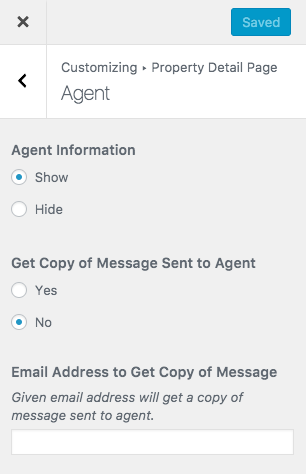 Saved
Customizing ▸ Property Detail Page
Agent
Agent Information
Show
Hide
Get Copy of Message Sent to Agent
Yes
No
Email Address to Get Copy of Message
Given email address will get a copy of
message sent to agent.